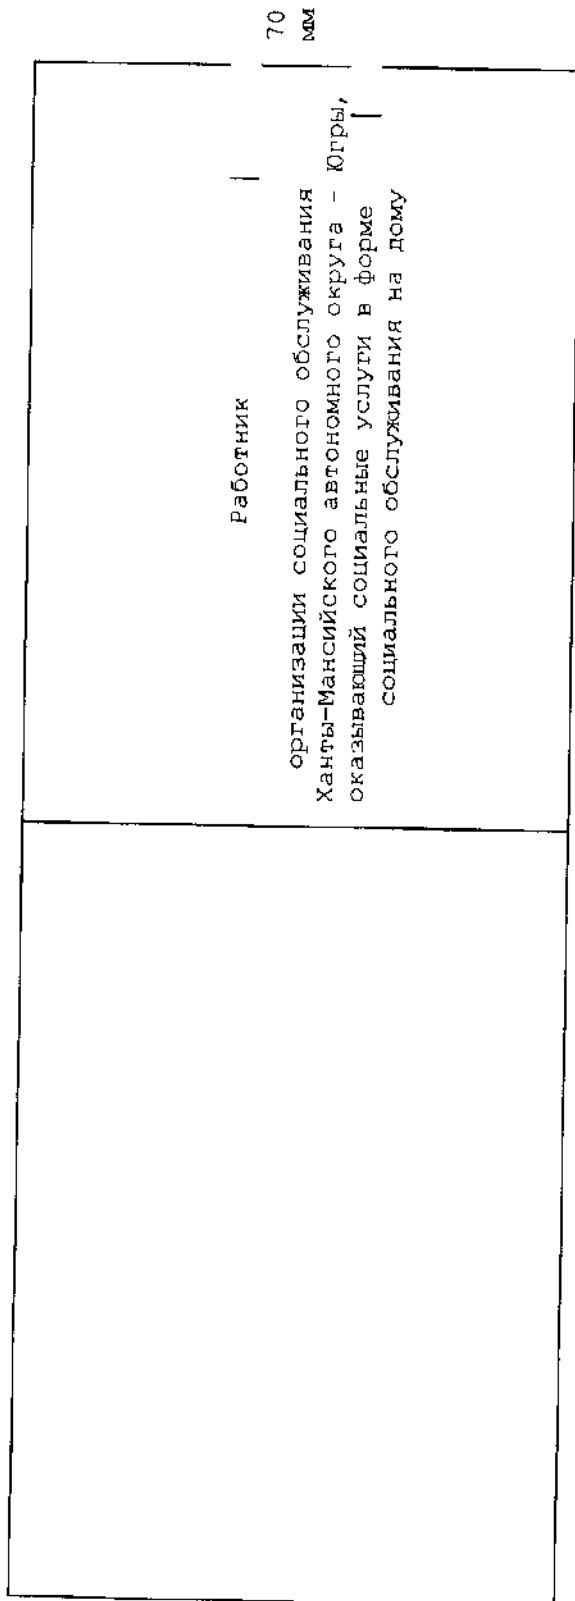 Работник
организации социального обслуживания
Ханты-Мансийского автономного округа - Югры,
оказывающий социальные услуги в форме
социального обслуживания на дому
70
мм